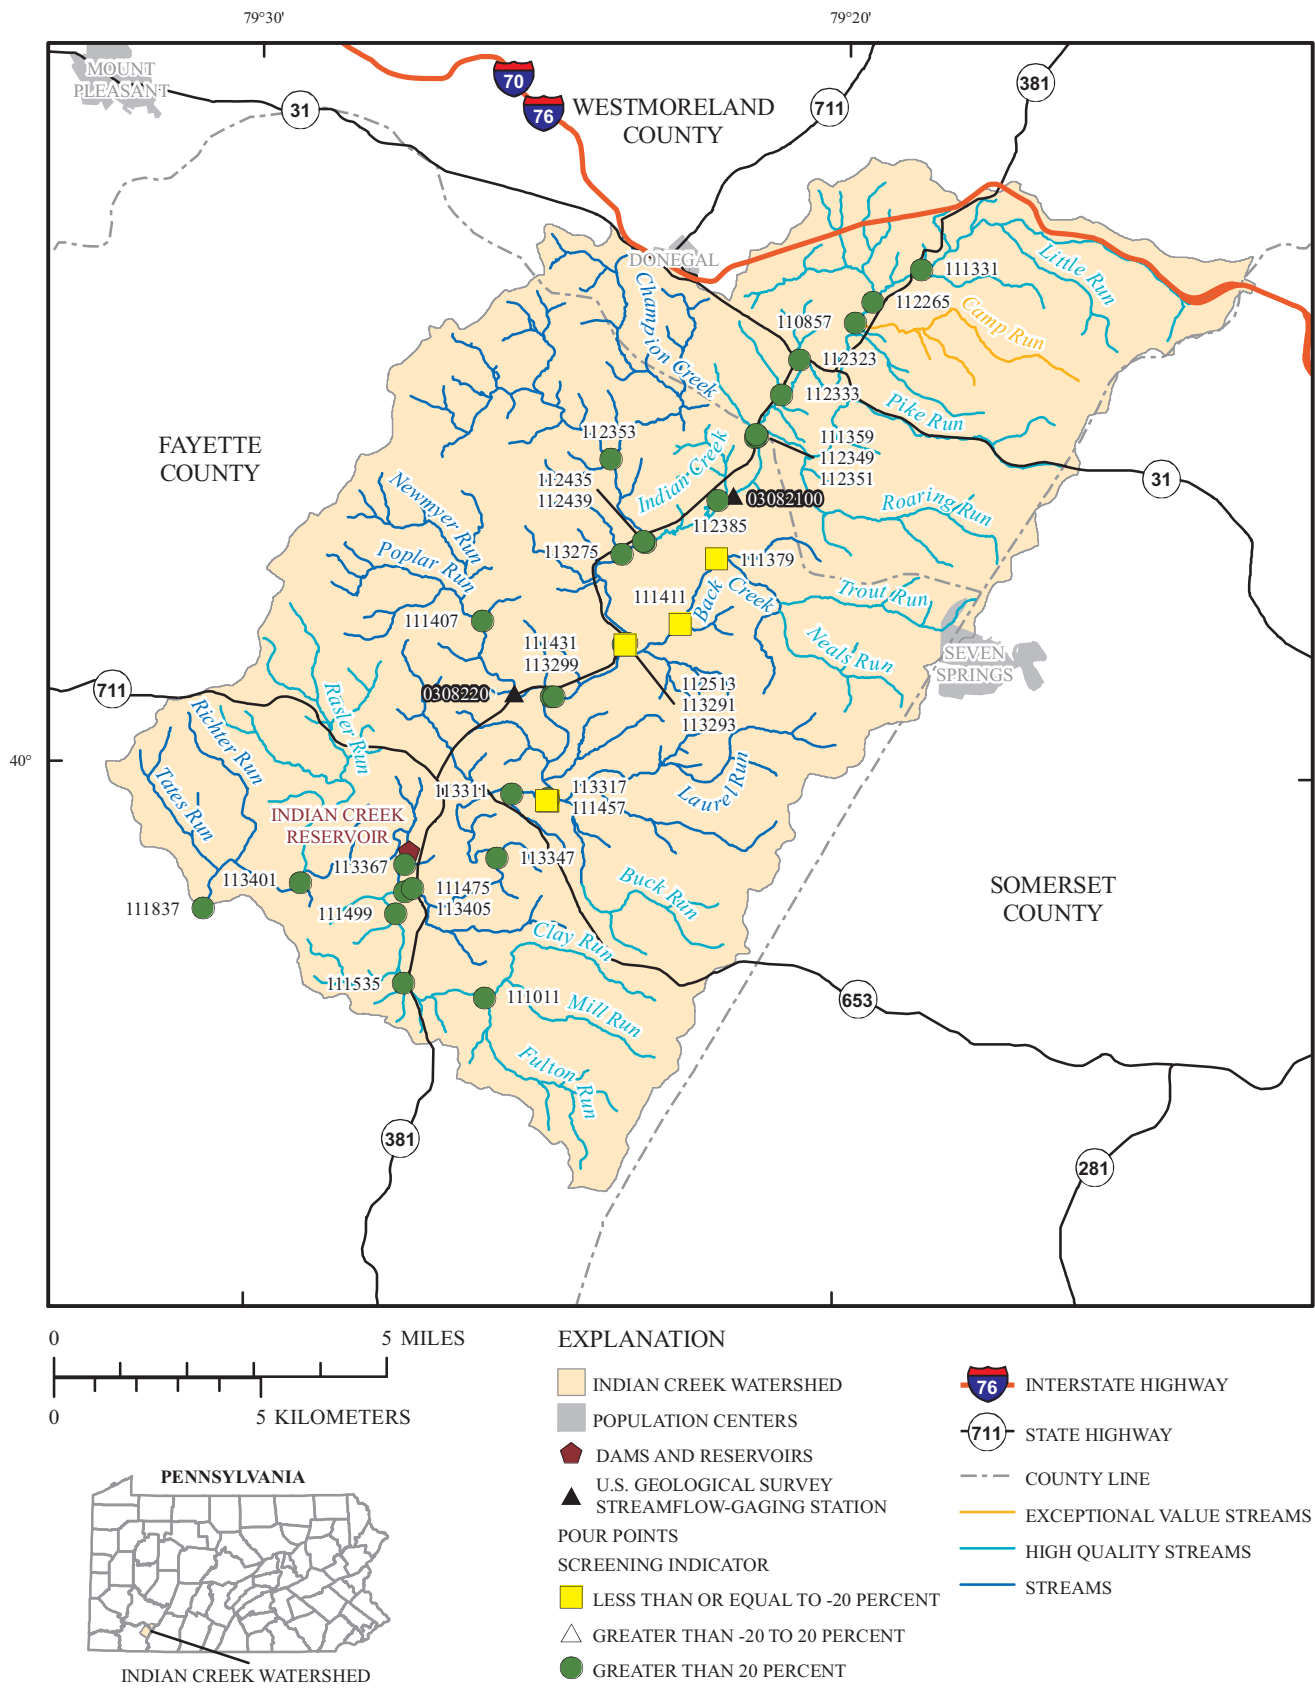 79°30'
79°20'
MOUNT
PLEASANT
31
70
76
WESTMORELAND
COUNTY
711
381
DONEGAL
Champion Creek
Little Run
111331
112265
Camp Run
110857
112323
112333
Pike Run
FAYETTE
COUNTY
112353
111359
112349
112351
31
Indian Creek
112435
112439
03082100
Roaring Run
Newmyer Run
112385
113275
111379
Poplar Run
Back
Creek
Trout Run
111411
111407
Neals Run
111431
113299
SEVEN
SPRINGS
711
0308220
112513
113291
113293
Rasler Run
Richter Run
40°
Tates Run
Laurel Run
113311
113317
111457
INDIAN CREEK
RESERVOIR
113367
113347
113401
111475
113405
Buck Run
SOMERSET
COUNTY
111837
111499
Clay Run
111535
111011
Mill Run
653
Fulton Run
381
281
0
5 MILES
0
5 KILOMETERS
PENNSYLVANIA
INDIAN CREEK WATERSHED
EXPLANATION
INDIAN CREEK WATERSHED
POPULATION CENTERS
DAMS AND RESERVOIRS
U.S. GEOLOGICAL SURVEY
STREAMFLOW-GAGING STATION
POUR POINTS
SCREENING INDICATOR
LESS THAN OR EQUAL TO -20 PERCENT
GREATER THAN -20 TO 20 PERCENT
GREATER THAN 20 PERCENT
76
INTERSTATE HIGHWAY
711
STATE HIGHWAY
COUNTY LINE
EXCEPTIONAL VALUE STREAMS
HIGH QUALITY STREAMS
STREAMS